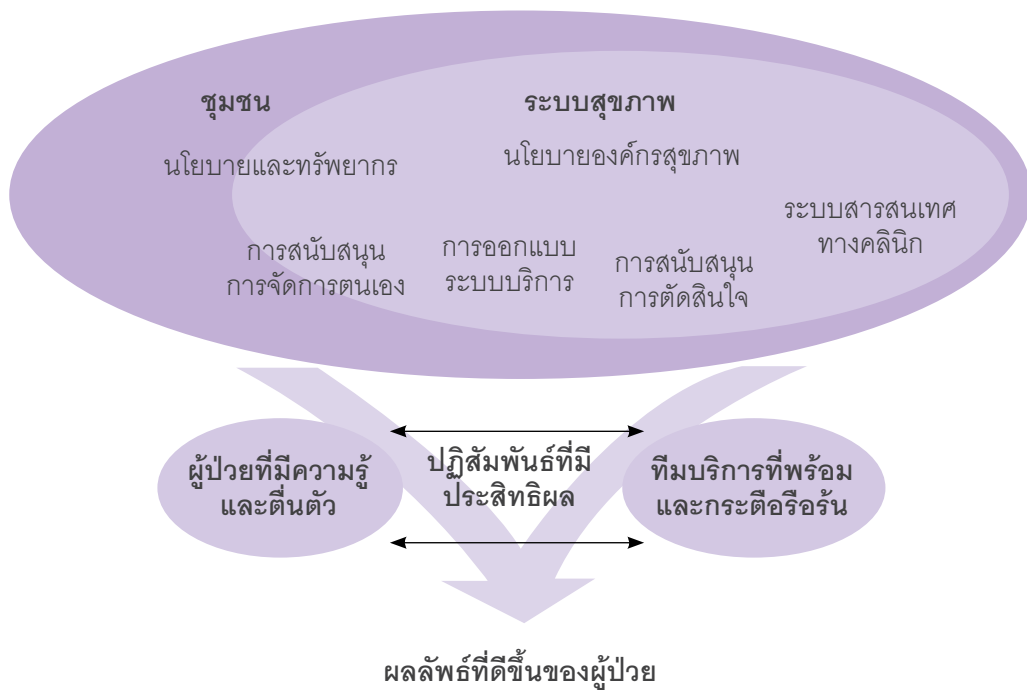 ชุมชน
ระบบสุขภาพ
นโยบายและทรัพยากร
นโยบายองค์กรสุขภาพ
ระบบสารสนเทศ
ทางคลินิก
การสนับสนุน
การจัดการตนเอง
การออกแบบ
ระบบบริการ
การสนับสนุน
การตัดสินใจ
ผู้ป่วยที่มีความรู้
และตื่นตัว
ปฏิสัมพันธ์ที่มี
ประสิทธิผล
ทีมบริการที่พร้อม
และกระตือรือร้น
ผลลัพธ์ที่ดีขึ้นของผู้ป่วย